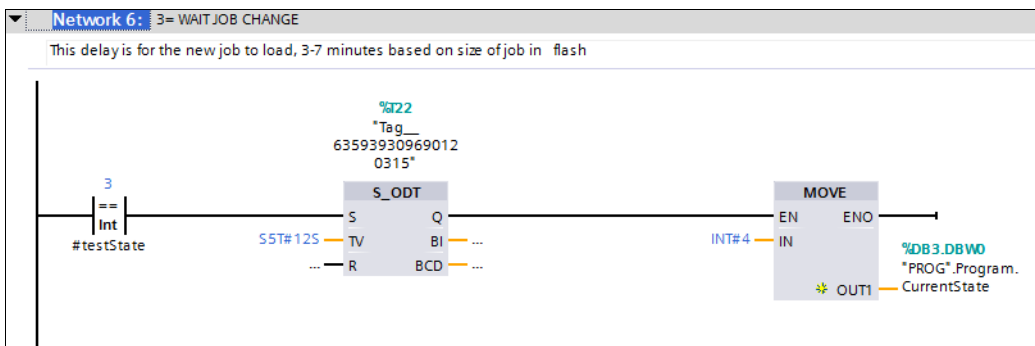 Network 6: 3= WAIT JOB CHANGE
This delay is for the new job to load, 3-7 minutes based on size of job in flash
%T22
"Tag__
63593930969012
0315"
3
==
Int
#testState
S_ODT
S Q
S5T#12S TV BI ...
... R BCD ...
MOVE
EN ENO
INT#4 IN
OUT1
%DB3.DBW0
"PROG".Program.
CurrentState